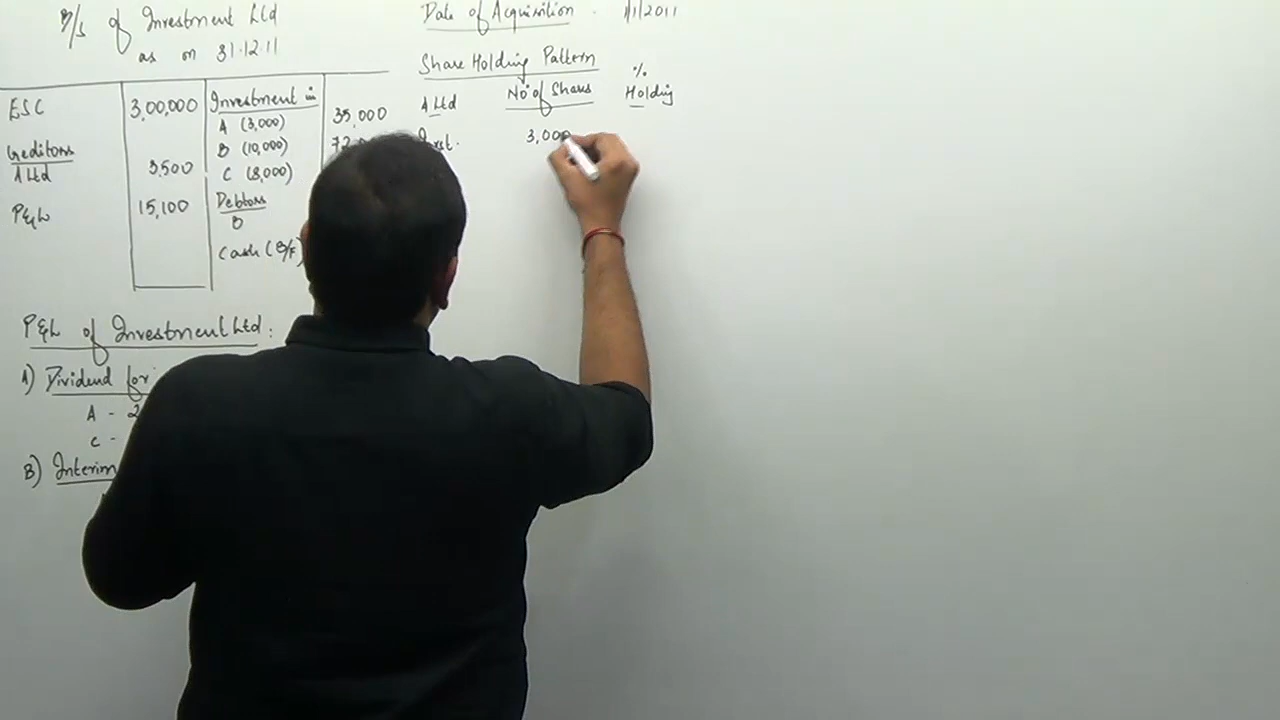 B/S of Investment Ltd
as on 31.12.11
ESC 3,00,000 Investment in
A (3,000) 35,000
Creditors B (10,000)
A Ltd 3,500 C (8,000)
P&L 15,100 Debtors
B
Cash (B/F)
P&L of Investment Ltd :
A) Dividend for
A - 2
C -
B) Interim
Date of Acquisition - 1/1/2011
Share Holding Pattern
A Ltd No of Shares % Holding
Invst. 3,000